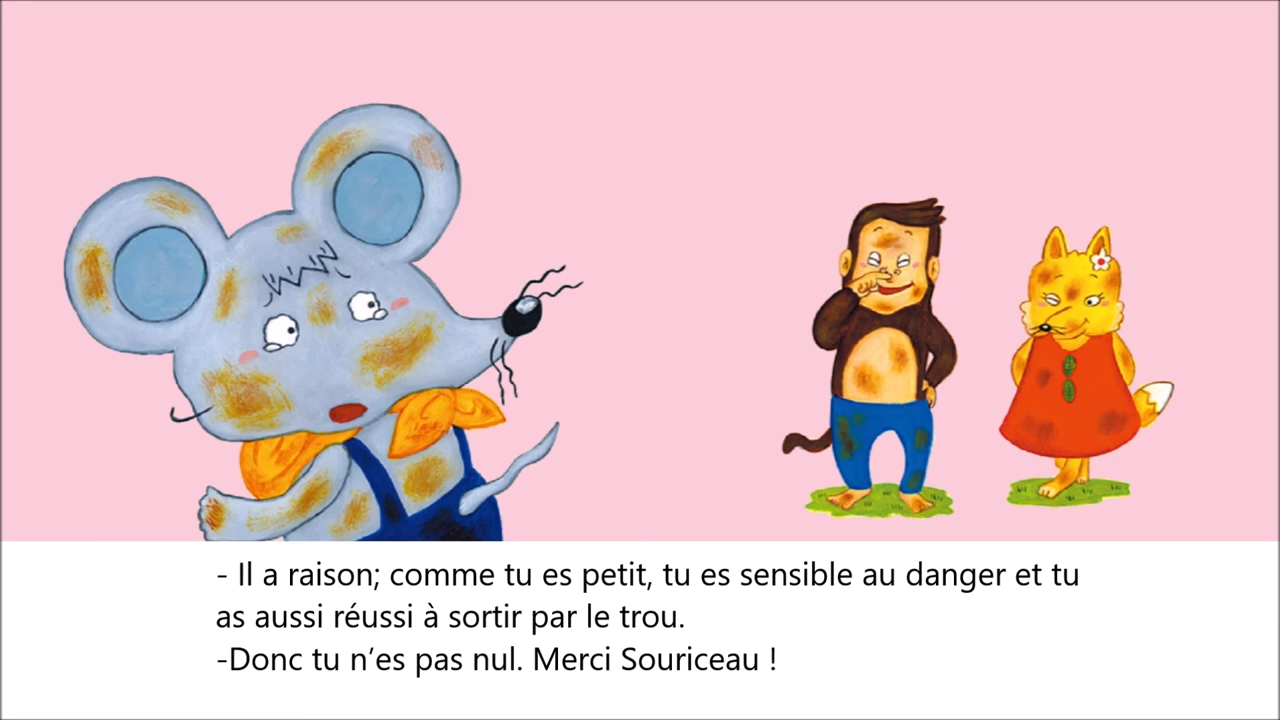 - Il a raison; comme tu es petit, tu es sensible au danger et tu
as aussi réussi à sortir par le trou.
-Donc tu n’es pas nul. Merci Souriceau !